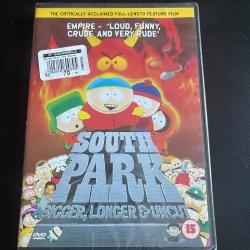 THE CRITICALLY ACCLAIMED FULL-LENGTH FEATURE FILM
EMPIRE - "LOUD, FUNNY,
CRUDE AND VERY RUDE"
SOUTH
PARK
BIGGER, LONGER & UNCUT
DVD
15